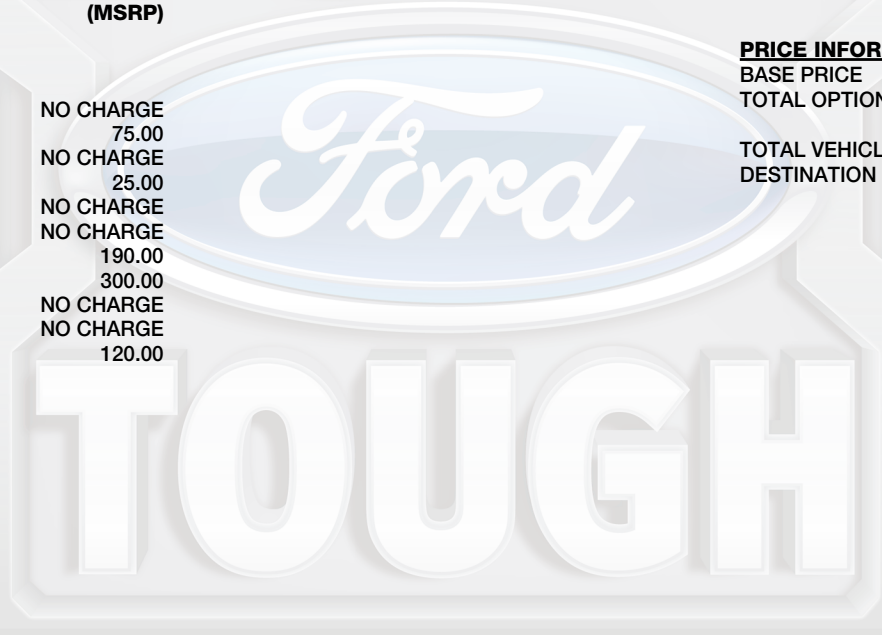 (MSRP)
NO CHARGE
75.00
NO CHARGE
25.00
NO CHARGE
NO CHARGE
190.00
300.00
NO CHARGE
NO CHARGE
120.00
PRICE INFOR
BASE PRICE
TOTAL OPTION
TOTAL VEHICL
DESTINATION
Ford
TOUGH